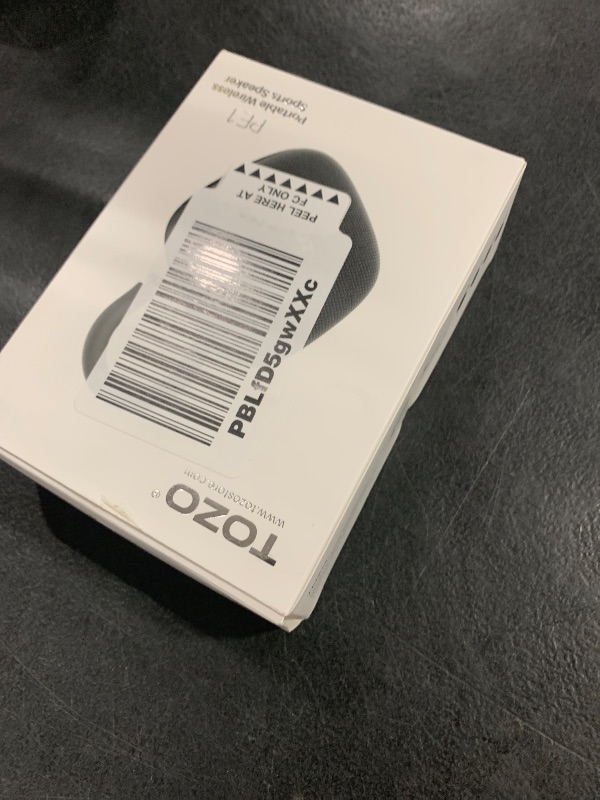 TOZO
www.tozostore.com
PEEL HERE AT
FC ONLY
PBLfD5gwXXc
PE1
Portable Wireless
Sports Speaker